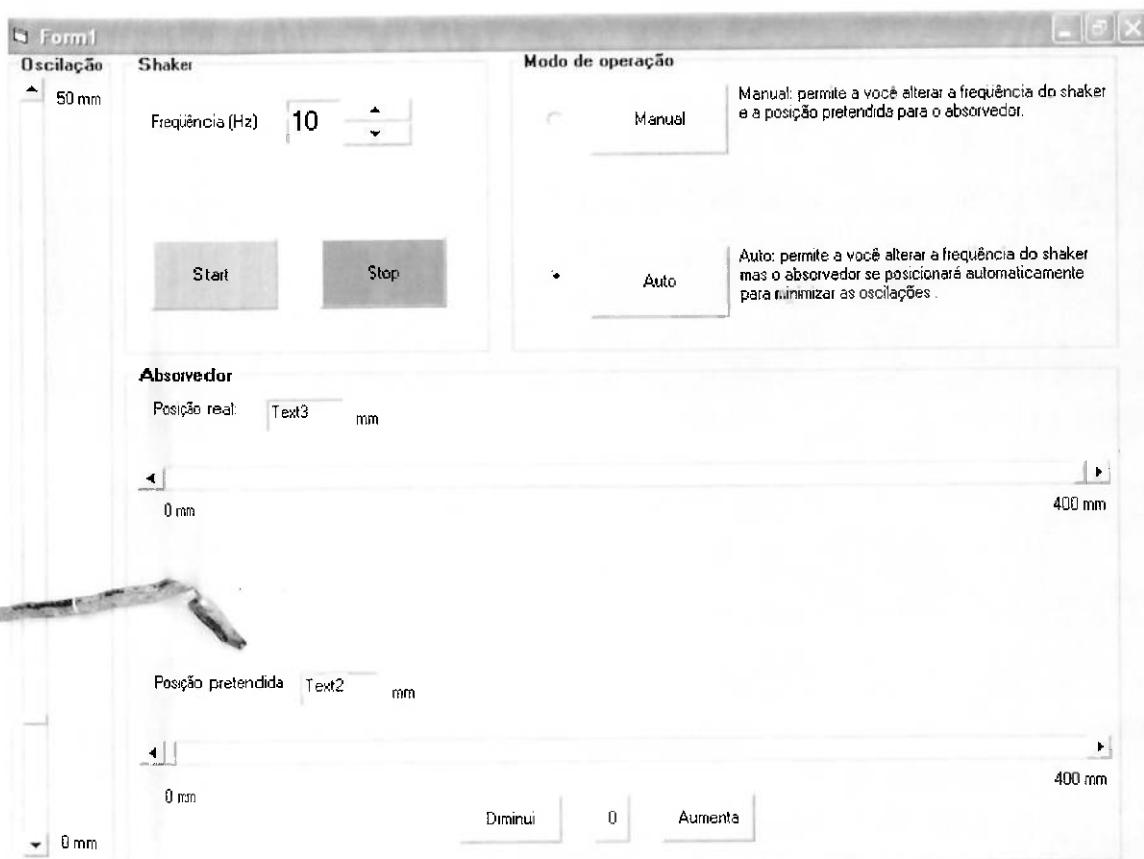 Form1
Oscilação
50 mm
0 mm
Shaker
Freqüência (Hz)
10
Start
Stop
Modo de operação
Manual
Manual: permite a você alterar a freqüência do shaker
e a posição pretendida para o absorvedor.
Auto
Auto: permite a você alterar a freqüência do shaker
mas o absorvedor se posicionará automaticamente
para minimizar as oscilações .
Absorvedor
Posição real:
Text3
mm
0 mm
400 mm
Posição pretendida
Text2
mm
0 mm
400 mm
Diminui
0
Aumenta